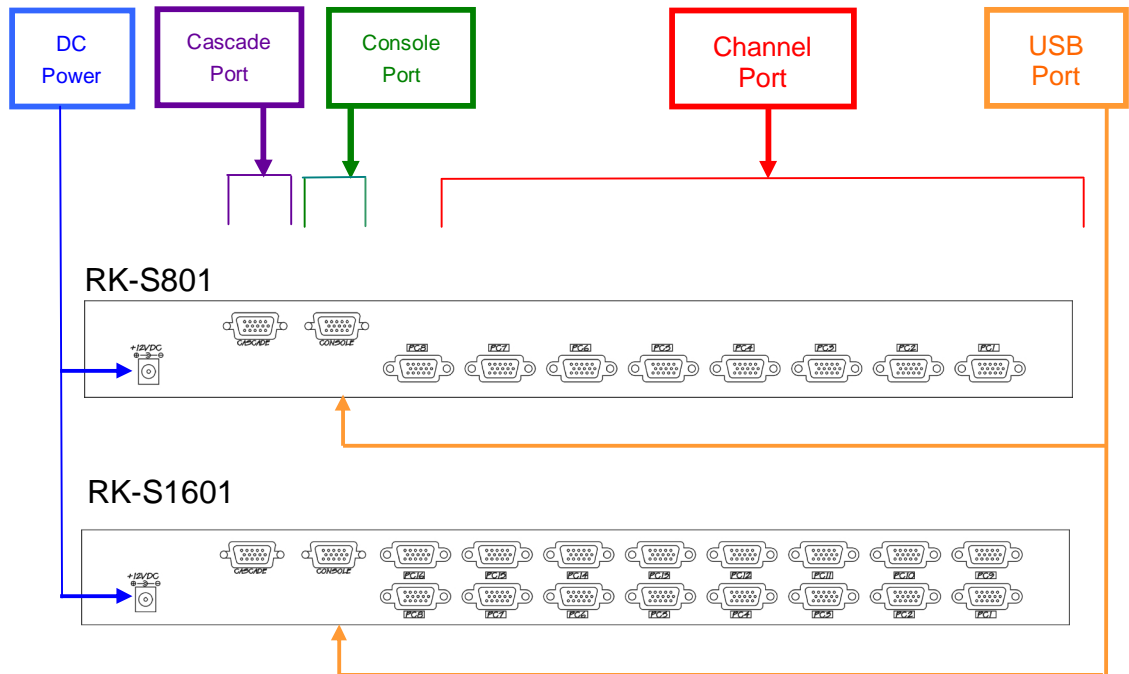 DC
Power
Cascade
Port
Console
Port
Channel
Port
USB
Port
RK-S801
+12VDC
CASCADE
CONSOLE
PC8
PC7
PC6
PC5
PC4
PC3
PC2
PC1
RK-S1601
+12VDC
CASCADE
CONSOLE
PC16
PC15
PC14
PC13
PC12
PC11
PC10
PC9
PC8
PC7
PC6
PC5
PC4
PC3
PC2
PC1